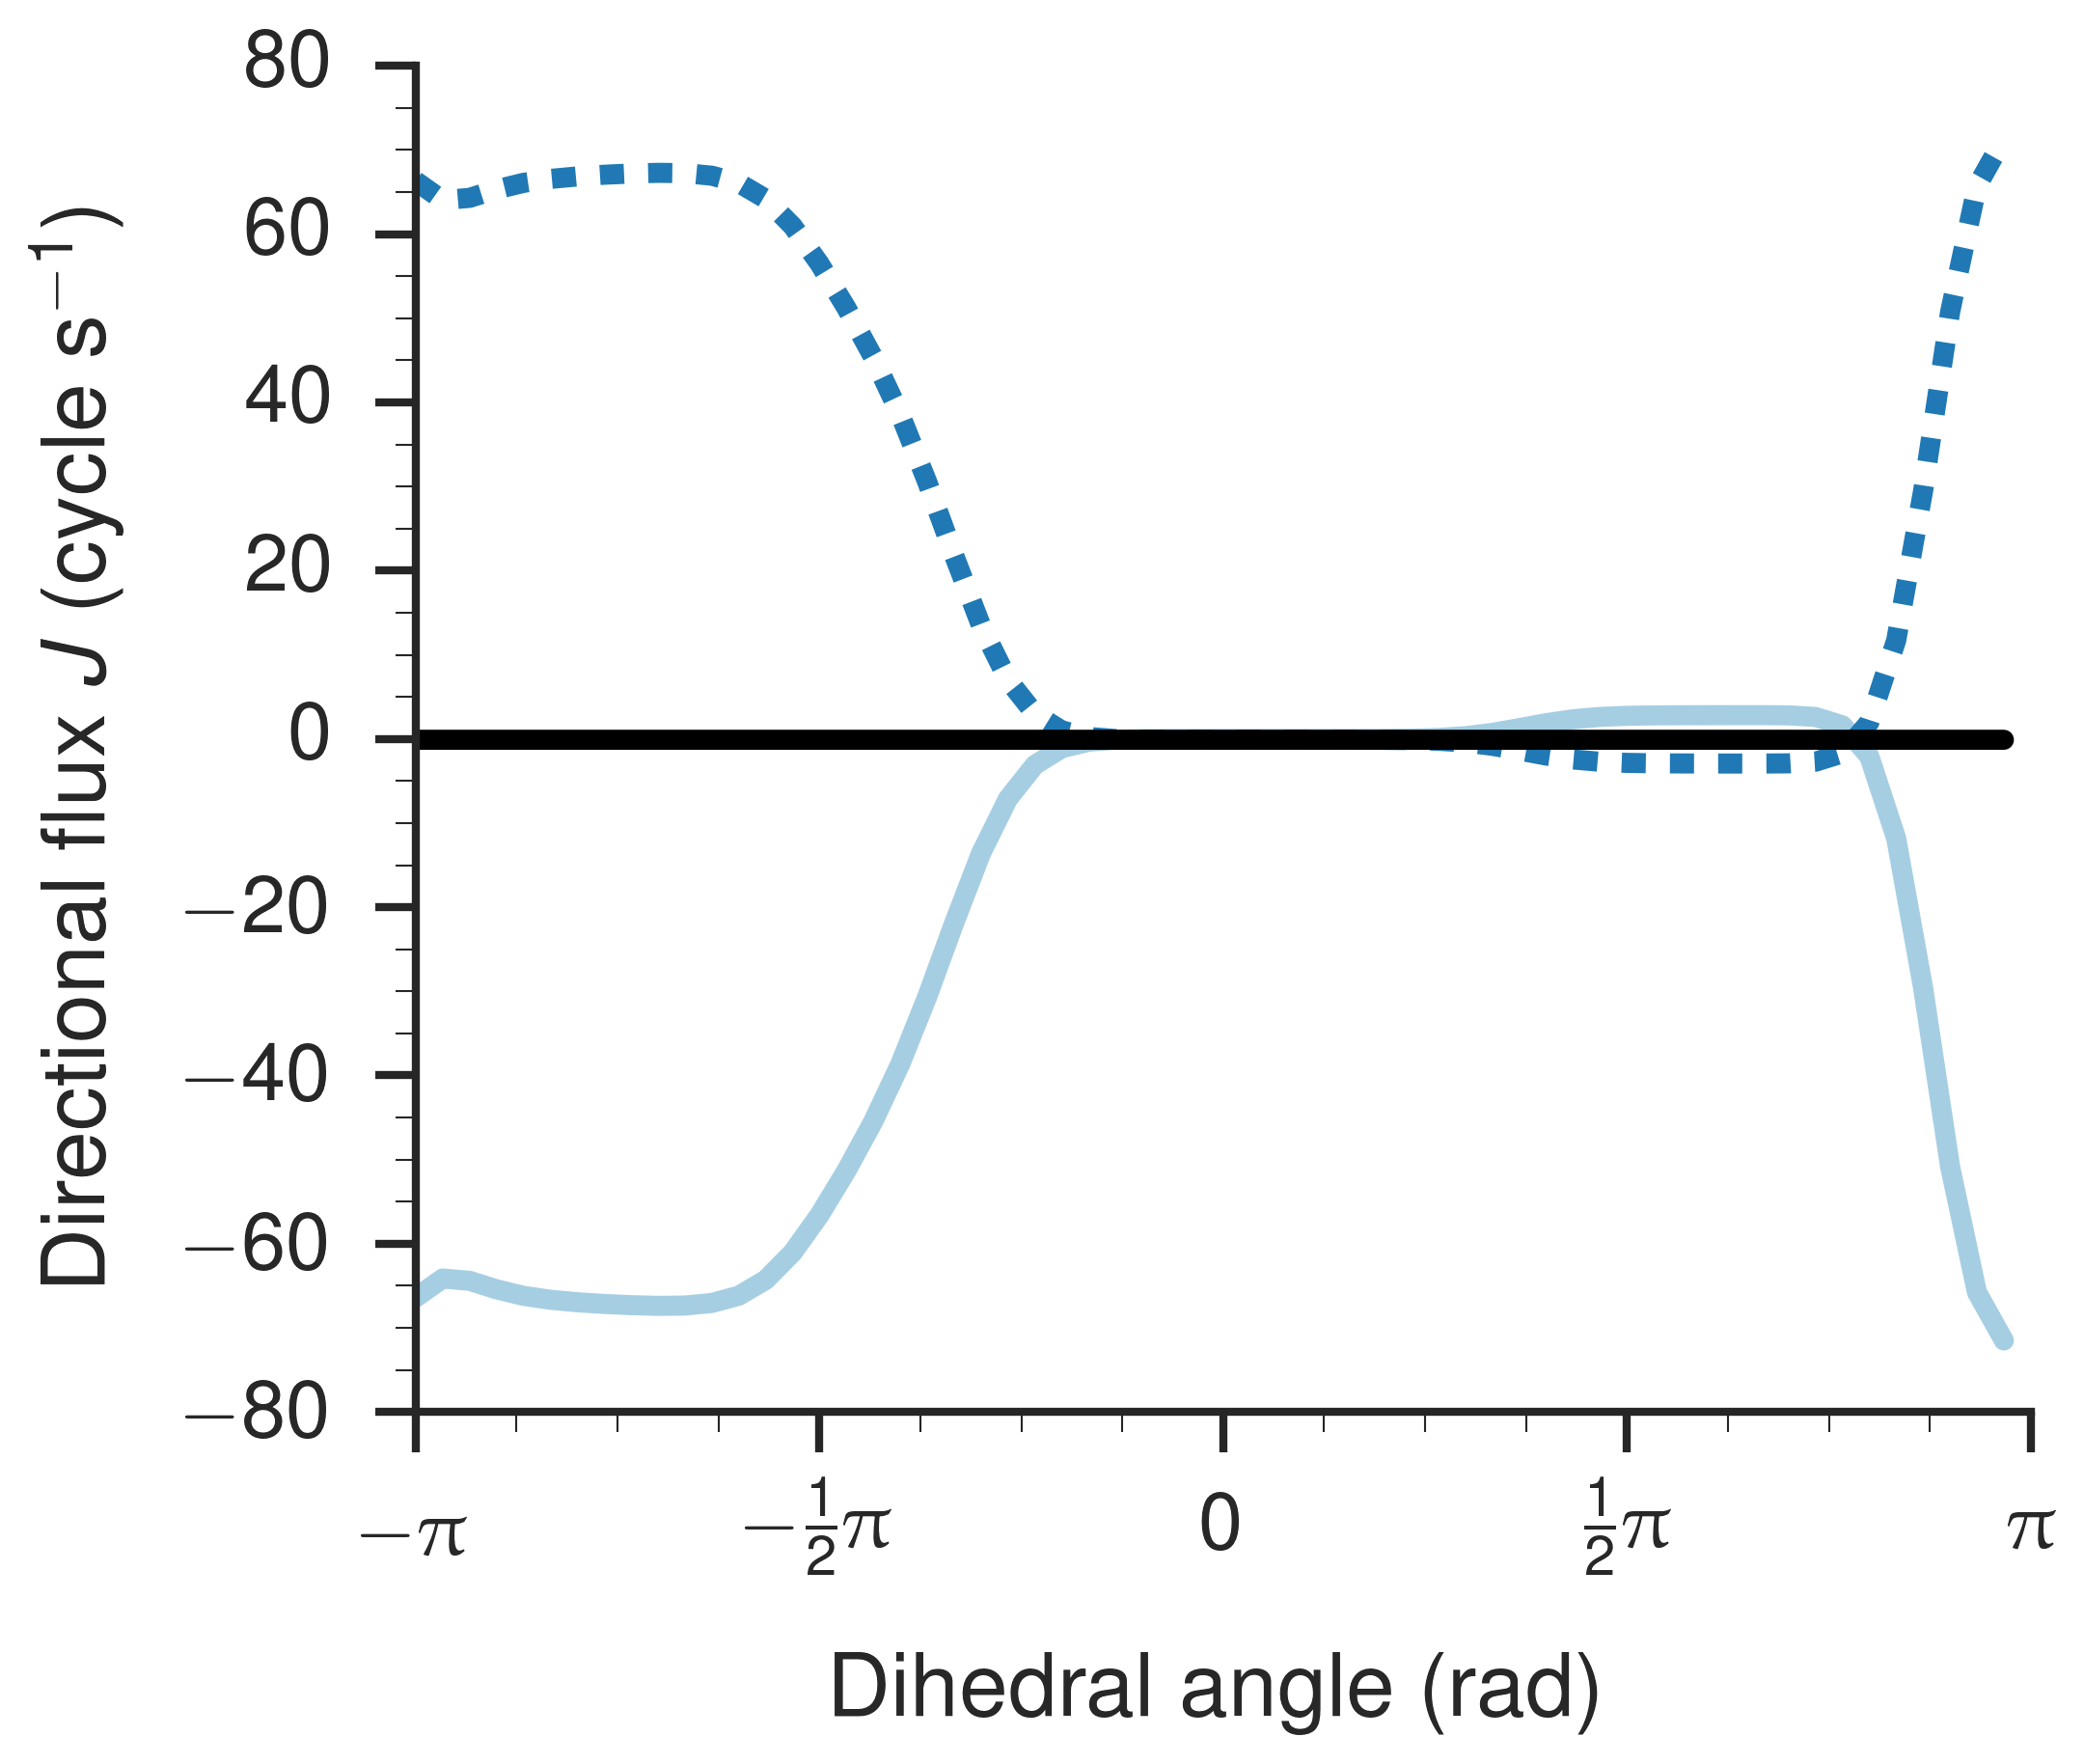 Directional flux J (cycle s⁻¹)
80
60
40
20
0
−20
−40
−60
−80
−π
−½π
0
½π
π
Dihedral angle (rad)